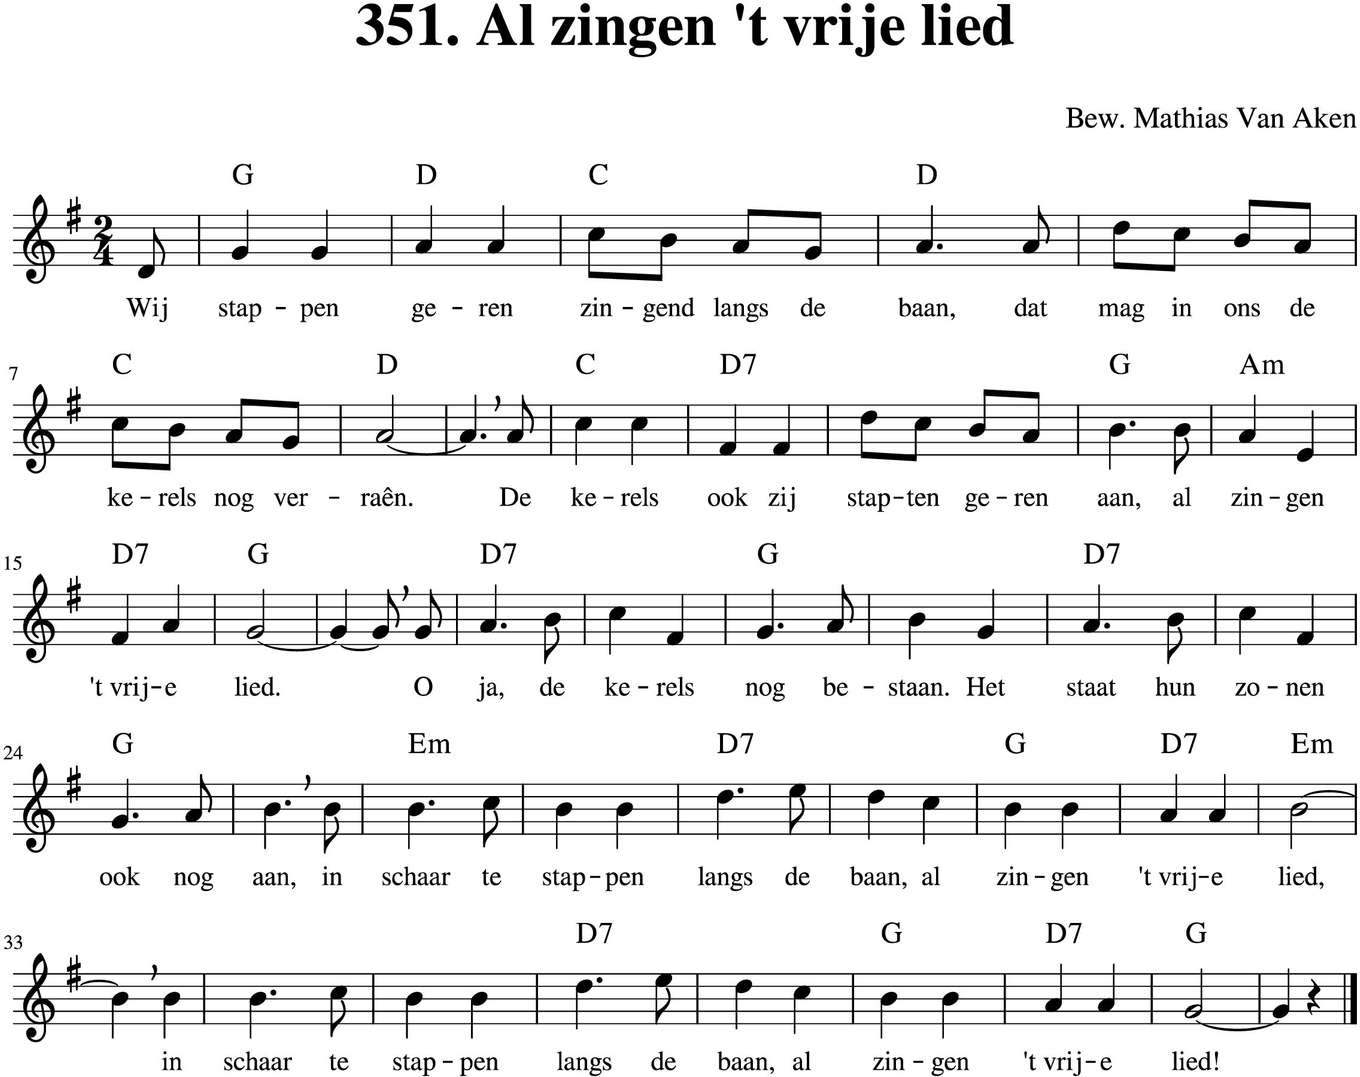 351. Al zingen 't vrije lied
Bew. Mathias Van Aken
G D C D
2
4
Wij stap - pen ge - ren zin - gend langs de baan, dat mag in ons de
7
C D C D7 G Am
ke - rels nog ver - raên. De ke - rels ook zij stap - ten ge - ren aan, al zin - gen
15
D7 G D7 G D7
't vrij - e lied. O ja, de ke - rels nog be - staan. Het staat hun zo - nen
24
G Em D7 G D7 Em
ook nog aan, in schaar te stap - pen langs de baan, al zin - gen 't vrij - e lied,
33
D7 G D7 G
in schaar te stap - pen langs de baan, al zin - gen 't vrij - e lied!